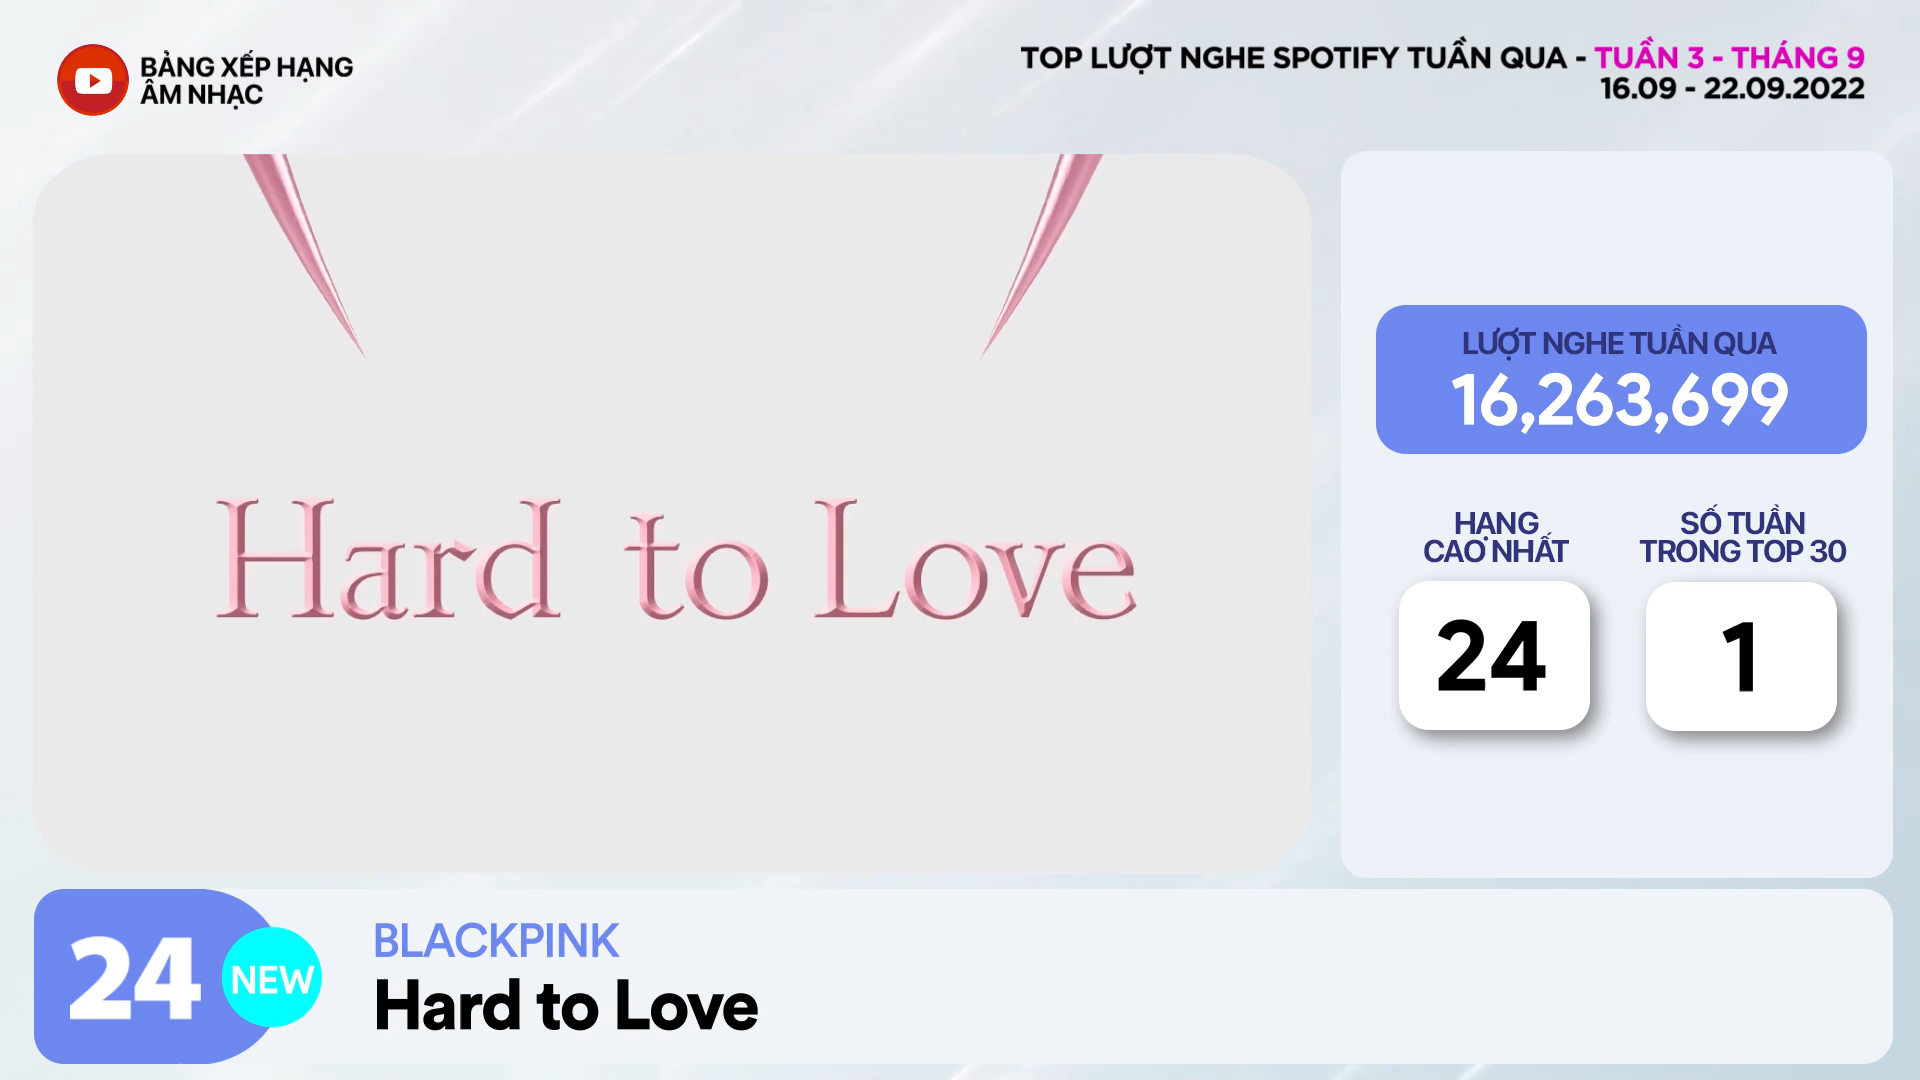 BẢNG XẾP HẠNG
ÂM NHẠC
TOP LƯỢT NGHE SPOTIFY TUẦN QUA - TUẦN 3 - THÁNG 9
16.09 - 22.09.2022
Hard to Love
LƯỢT NGHE TUẦN QUA
16,263,699
HẠNG
CAO NHẤT
24
SỐ TUẦN
TRONG TOP 30
1
24
NEW
BLACKPINK
Hard to Love